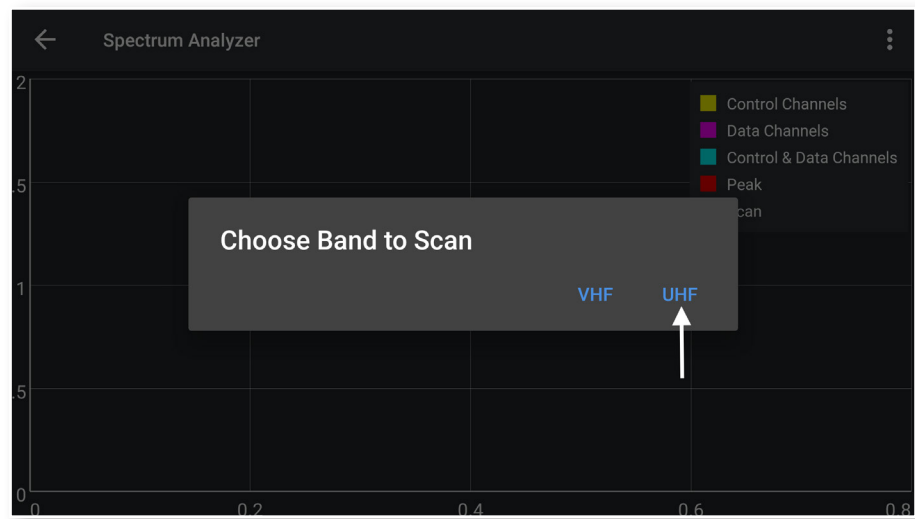 Spectrum Analyzer
2
Control Channels
Data Channels
Control & Data Channels
.5
Peak
can
Choose Band to Scan
1
VHF UHF
.5
0
0 0.2 0.4 0.6 0.8